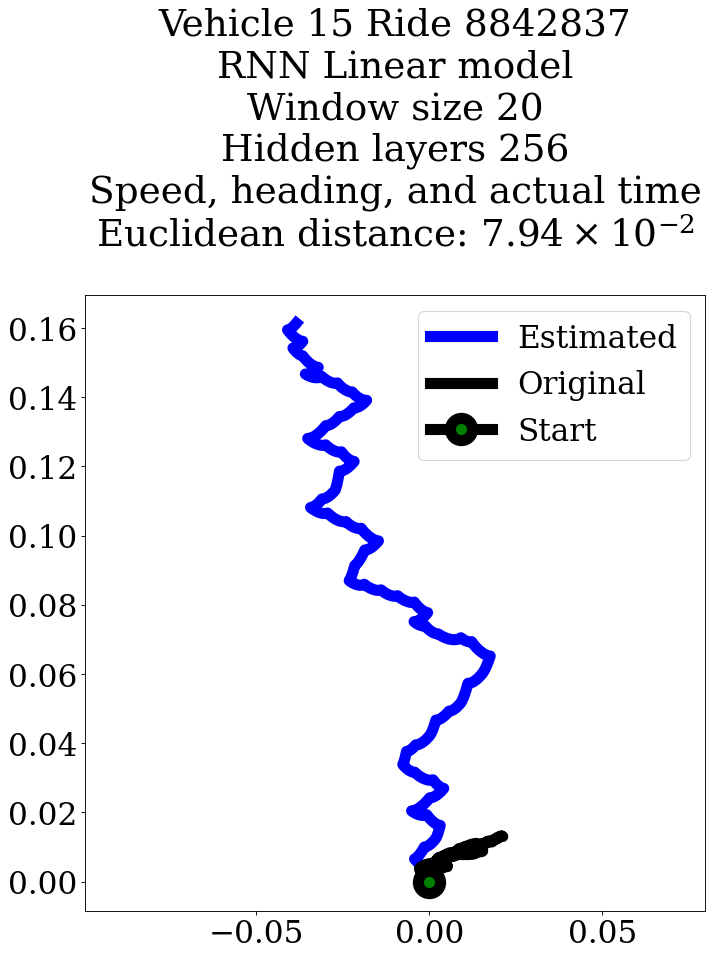 Vehicle 15 Ride 8842837
RNN Linear model
Window size 20
Hidden layers 256
Speed, heading, and actual time
Euclidean distance: 7.94 × 10⁻²
Estimated
Original
Start
0.16
0.14
0.12
0.10
0.08
0.06
0.04
0.02
0.00
−0.05 0.00 0.05